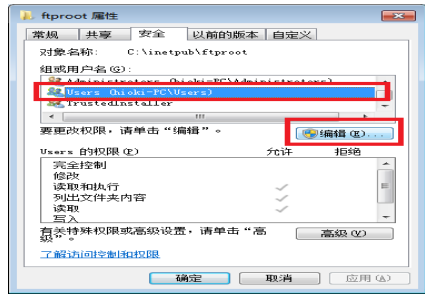 ftproot 属性
常规 共享 安全 以前的版本 自定义
对象名称: C:\inetpub\ftproot
组或用户名(G):
Administrators (hioki-PC\Administrators)
Users (hioki-PC\Users)
TrustedInstaller
要更改权限，请单击“编辑”。 编辑(E)...
Users 的权限(P) 允许 拒绝
完全控制
修改
读取和执行
列出文件夹内容
读取
写入
有关特殊权限或高级设置，请单击“高 高级(V)
级”。
了解访问控制和权限
确定 取消 应用(A)